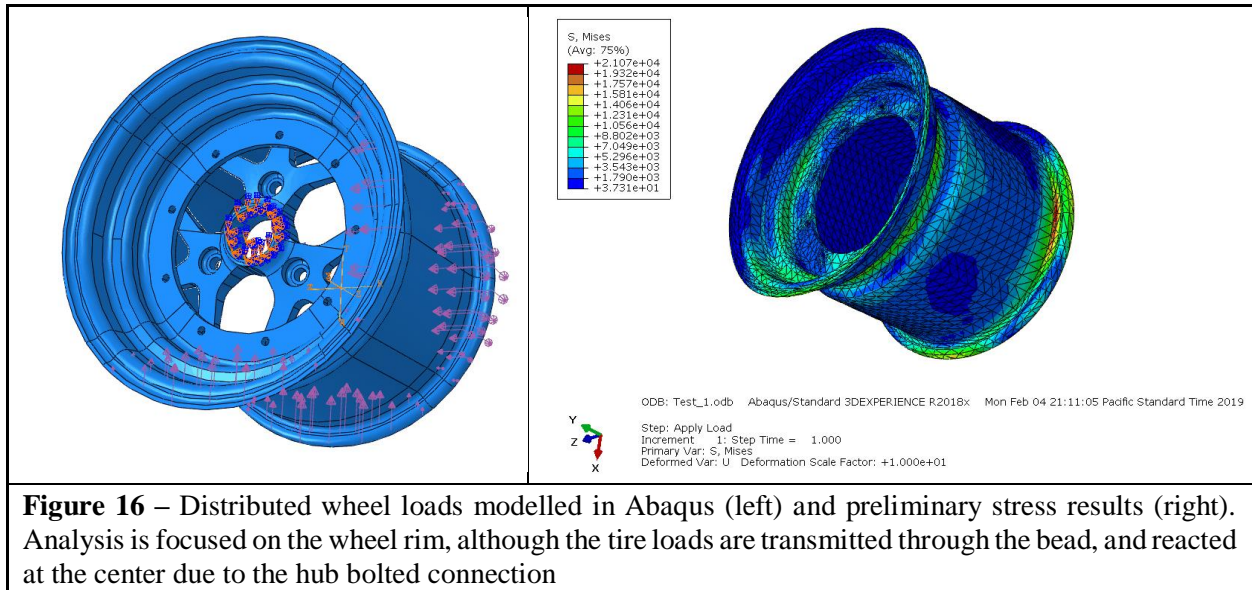 S, Mises
(Avg: 75%)
+2.107e+04
+1.932e+04
+1.757e+04
+1.581e+04
+1.406e+04
+1.231e+04
+1.056e+04
+8.802e+03
+7.049e+03
+5.296e+03
+3.543e+03
+1.790e+03
+3.731e+01
ODB: Test_1.odb Abaqus/Standard 3DEXPERIENCE R2018x Mon Feb 04 21:11:05 Pacific Standard Time 2019
Y
Z
X
Step: Apply Load
Increment 1: Step Time = 1.000
Primary Var: S, Mises
Deformed Var: U Deformation Scale Factor: +1.000e+01
Figure 16 – Distributed wheel loads modelled in Abaqus (left) and preliminary stress results (right).
Analysis is focused on the wheel rim, although the tire loads are transmitted through the bead, and reacted
at the center due to the hub bolted connection